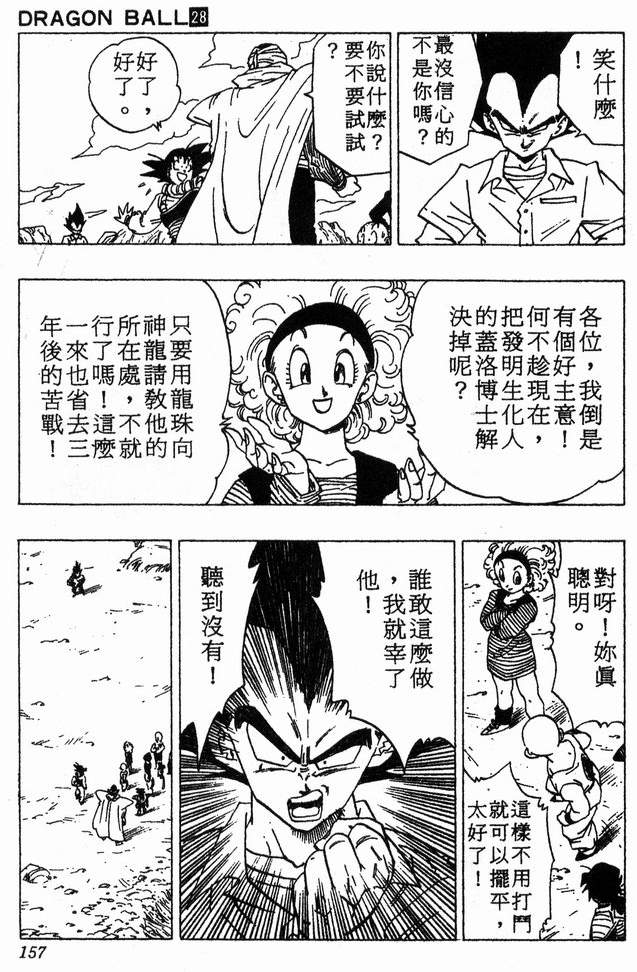 DRAGON BALL 28
笑什麼
！
最沒信心的
不是你嗎？
你說什麼？
要不要試試
？
好了，
好了。
各位，我倒是
有個好主意！
何不趁現在，
把發明生化人
的蓋洛博士解
決掉呢？
只要用龍珠向
神龍請教他的
所在處，不就
行了嗎！這麼
一來也省去三
年後的苦戰！
對呀！妳真
聰明。
這樣不用打鬥
就可以擺平，
太好了！
誰敢這麼做
，我就宰了
他！
聽到沒有！
157